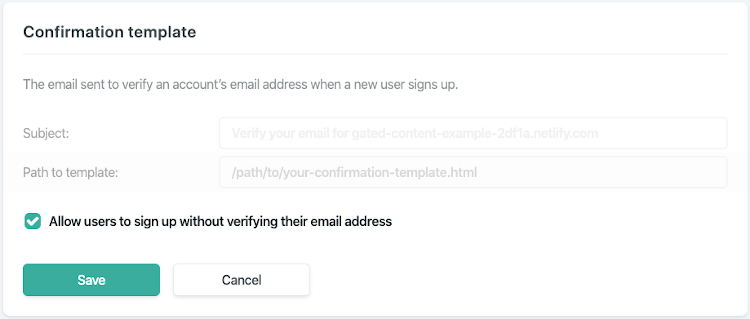 Confirmation template
The email sent to verify an account's email address when a new user signs up.
Subject: Verify your email for gated-content-example-2df1a.netlify.com
Path to template: /path/to/your-confirmation-template.html
Allow users to sign up without verifying their email address
Save Cancel